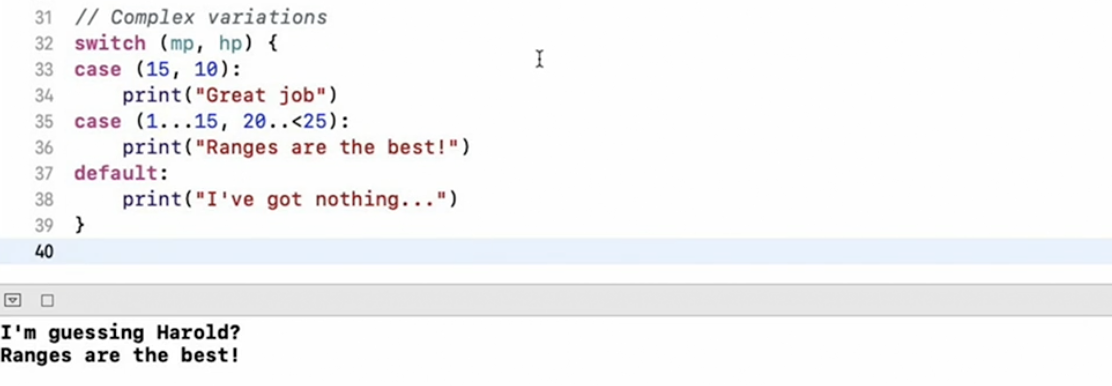 31 // Complex variations
32 switch (mp, hp) {
33 case (15, 10):
34 print("Great job")
35 case (1...15, 20..<25):
36 print("Ranges are the best!")
37 default:
38 print("I've got nothing...")
39 }
40
I'm guessing Harold?
Ranges are the best!